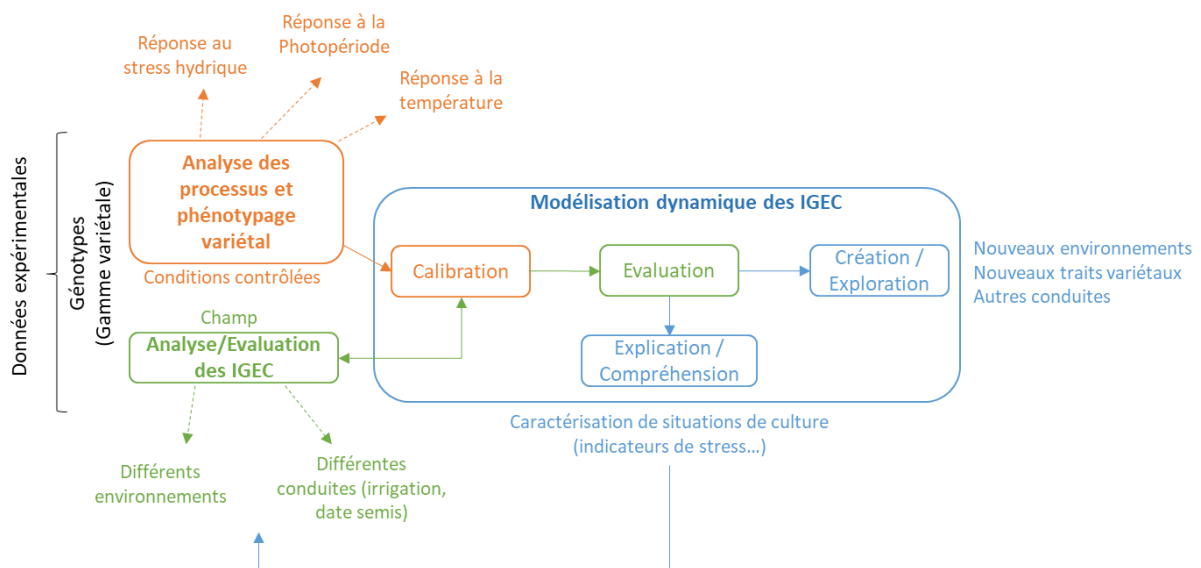 Réponse à la
Photopériode
Réponse au
stress hydrique
Réponse à la
température
Données expérimentales
Génotypes
(Gamme variétale)
Analyse des
processus et
phénotypage
variétal
Conditions contrôlées
Champ
Analyse/Evaluation
des IGEC
Différents
environnements
Différentes
conduites (irrigation,
date semis)
Modélisation dynamique des IGEC
Calibration
Evaluation
Création /
Exploration
Explication /
Compréhension
Nouveaux environnements
Nouveaux traits variétaux
Autres conduites
Caractérisation de situations de culture
(indicateurs de stress...)